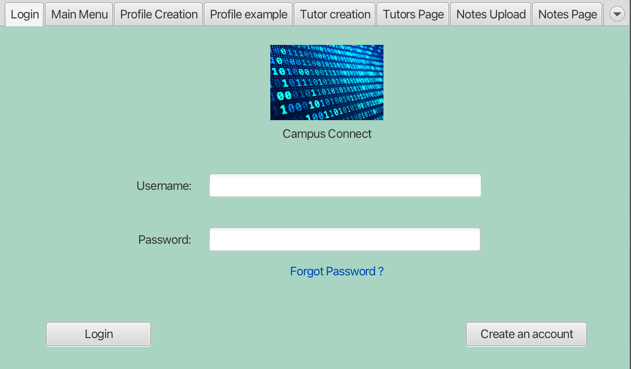 Login Main Menu Profile Creation Profile example Tutor creation Tutors Page Notes Upload Notes Page
Campus Connect
Username:
Password:
Forgot Password ?
Login Create an account